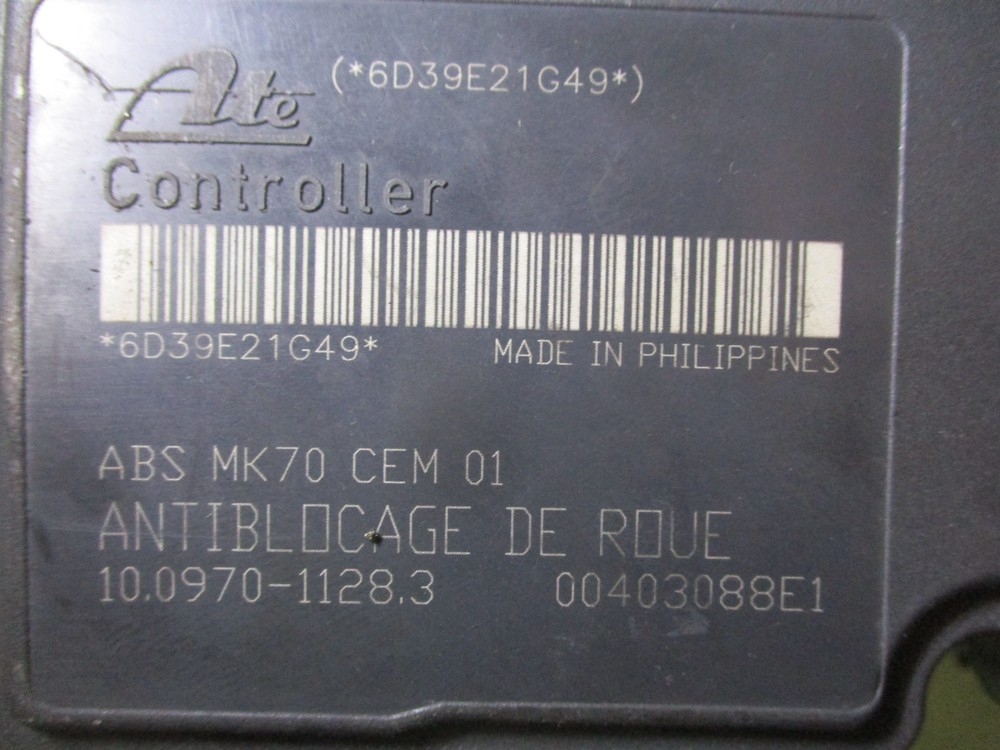 Ate (*6D39E21G49*)
Controller
*6D39E21G49* MADE IN PHILIPPINES
ABS MK70 CEM 01
ANTIBLOCAGE DE ROUE
10.0970-1128.3 00403088E1